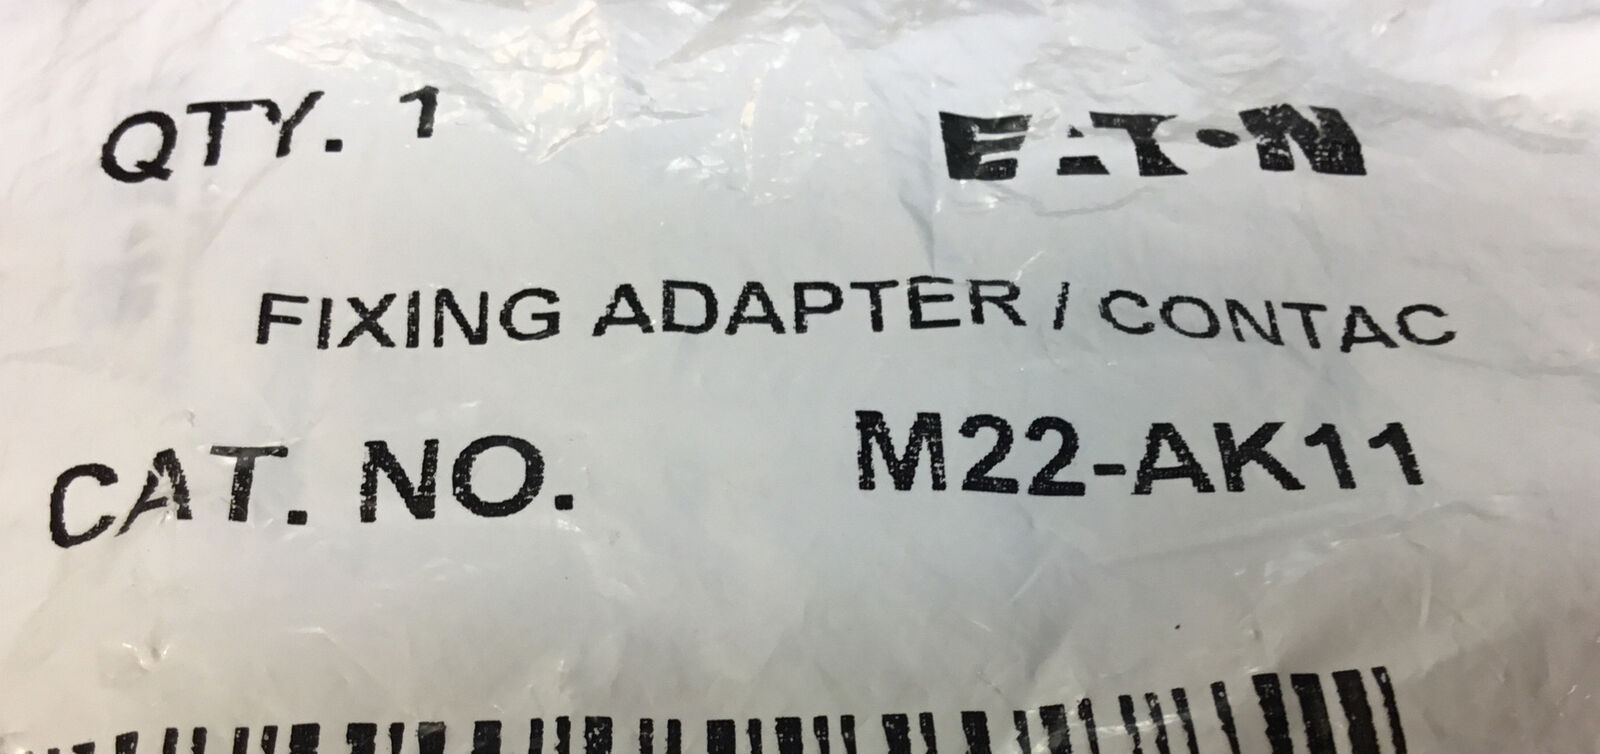 QTY. 1 EATON
FIXING ADAPTER / CONTAC
CAT. NO. M22-AK11